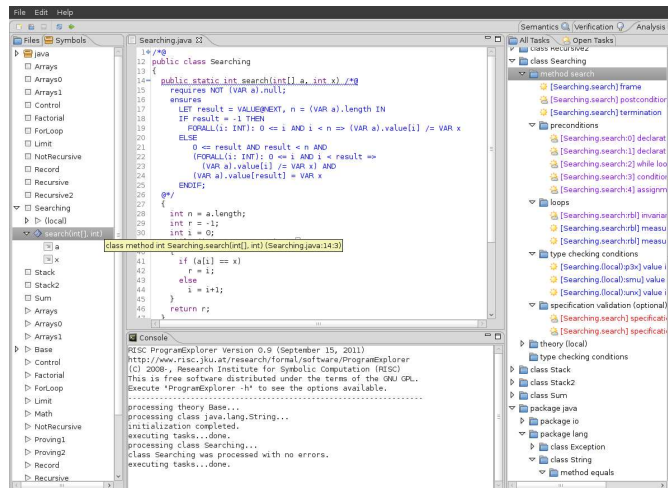 File Edit Help
Semantics Verification Analysis
Files Symbols
java
Arrays
Arrays0
Arrays1
Control
Factorial
ForLoop
Limit
NotRecursive
Record
Recursive
Recursive2
Searching
(local)
search(int[], int)
a
x
Stack
Stack2
Sum
Arrays
Arrays0
Arrays1
Base
Control
Factorial
ForLoop
Limit
Math
NotRecursive
Proving1
Proving2
Record
Recursive
Searching.java
1 /*@
12 public class Searching
13 {
14 public static int search(int[] a, int x) /*@
15 requires NOT (VAR a).null;
16 ensures
17 LET result = VALUE@NEXT, n = (VAR a).length IN
18 IF result = -1 THEN
19 FORALL(i: INT): 0 <= i AND i < n => (VAR a).value[i] /= VAR x
20 ELSE
21 0 <= result AND result < n AND
22 (FORALL(i: INT): 0 <= i AND i < result =>
23 (VAR a).value[i] /= VAR x) AND
24 (VAR a).value[result] = VAR x
25 ENDIF;
26 @*/
27 {
28 int n = a.length;
29 int r = -1;
30 int i = 0;
class method int Searching.search(int[], int) (Searching.java:14:3)
41 if (a[i] == x)
42 r = i;
43 else
44 i = i+1;
45 }
46 return r;
47 }
Console
RISC ProgramExplorer Version 0.9 (September 15, 2011)
http://www.risc.jku.at/research/formal/software/ProgramExplorer
(C) 2008-, Research Institute for Symbolic Computation (RISC)
This is free software distributed under the terms of the GNU GPL.
Execute "ProgramExplorer -h" to see the options available.
-----------------------------------------------------------------
processing theory Base...
processing class java.lang.String...
initialization completed.
executing tasks...done.
processing class Searching...
class Searching was processed with no errors.
executing tasks...done.
All Tasks Open Tasks
class Recursive2
class Searching
method search
[Searching.search] frame
[Searching.search] postcondition
[Searching.search] termination
preconditions
[Searching.search:0] declarat
[Searching.search:1] declarat
[Searching.search:2] while loo
[Searching.search:3] condition
[Searching.search:4] assignm
loops
[Searching.search:rbl] invariar
[Searching.search:rbl] measu
[Searching.search:rbl] measu
type checking conditions
[Searching.(local):p3x] value i
[Searching.(local):smu] value i
[Searching.(local):unx] value i
specification validation (optional)
[Searching.search] specificati
[Searching.search] specificati
theory (local)
type checking conditions
class Stack
class Stack2
class Sum
package java
package io
package lang
class Exception
class String
method equals